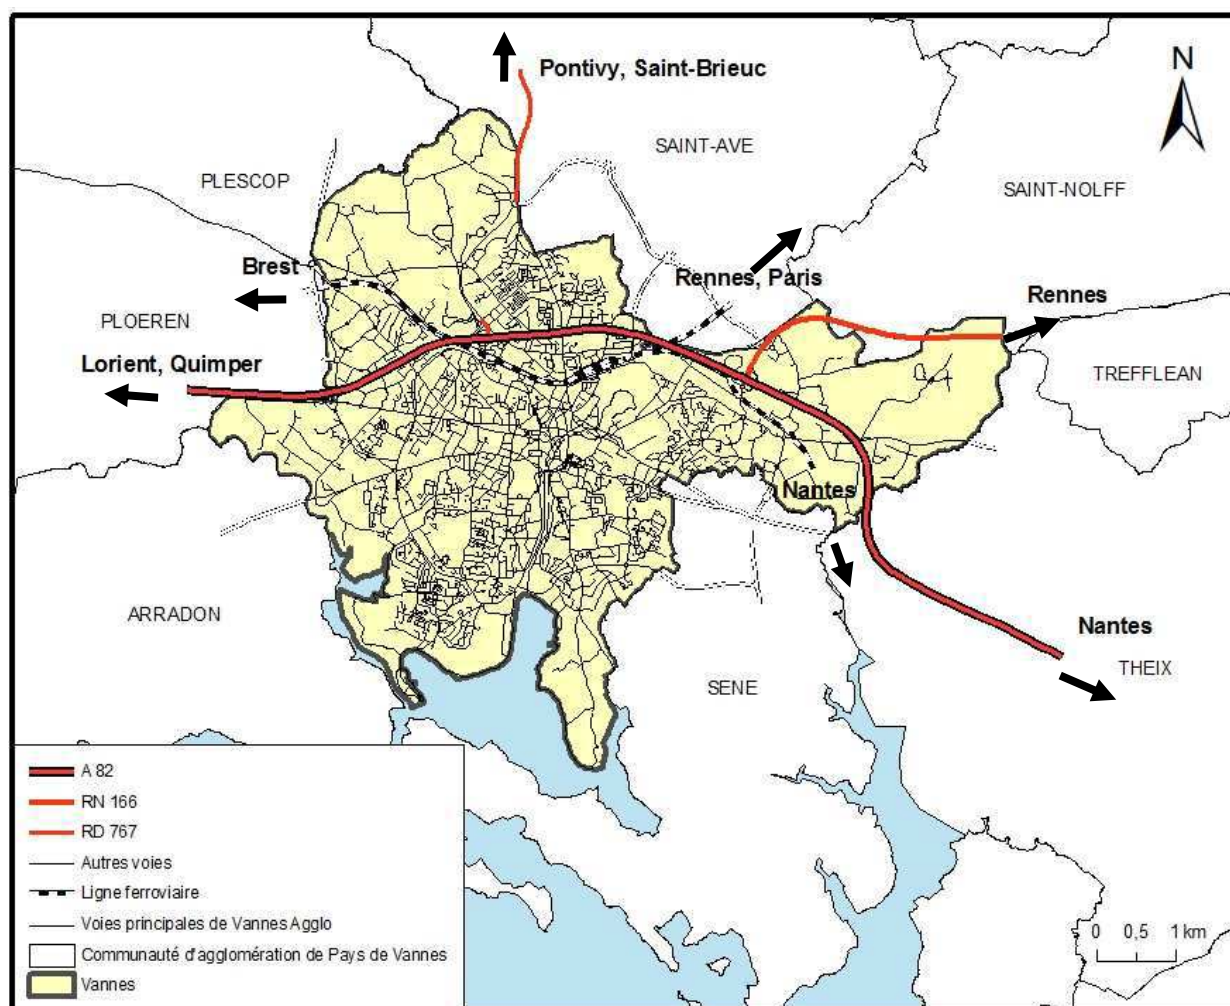 Pontivy, Saint-Brieuc
N
SAINT-AVE
PLESCOP
SAINT-NOLFF
Brest
Rennes, Paris
Rennes
PLOEREN
Lorient, Quimper
TREFFLEAN
Nantes
ARRADON
Nantes
THEIX
SENE
A 82
RN 166
RD 767
Autres voies
Ligne ferroviaire
Voies principales de Vannes Agglo
Communauté d'agglomération de Pays de Vannes
Vannes
0 0,5 1 km